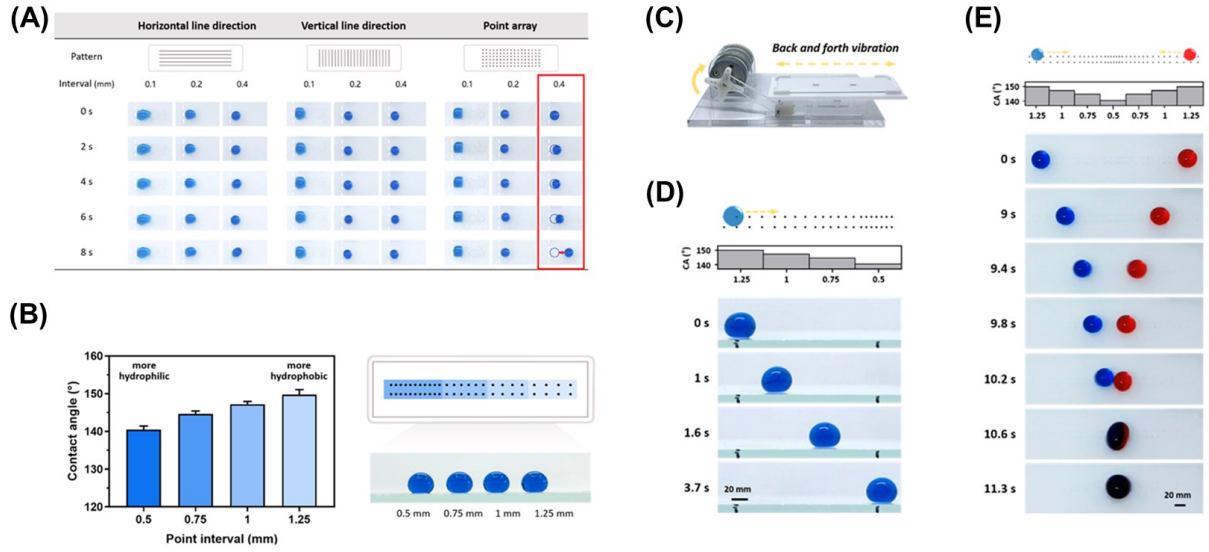 (A)
Horizontal line direction Vertical line direction Point array
Pattern
Interval (mm) 0.1 0.2 0.4 0.1 0.2 0.4 0.1 0.2 0.4
0 s
2 s
4 s
6 s
8 s
(B)
Contact angle (°)
160
150
140
130
120
more hydrophilic
more hydrophobic
0.5 0.75 1 1.25
Point interval (mm)
0.5 mm 0.75 mm 1 mm 1.25 mm
(C)
Back and forth vibration
(D)
CA (°)
150
140
1.25 1 0.75 0.5
0 s
1 s
1.6 s
3.7 s
20 mm
(E)
CA (°)
150
140
1.25 1 0.75 0.5 0.75 1 1.25
0 s
9 s
9.4 s
9.8 s
10.2 s
10.6 s
11.3 s
20 mm